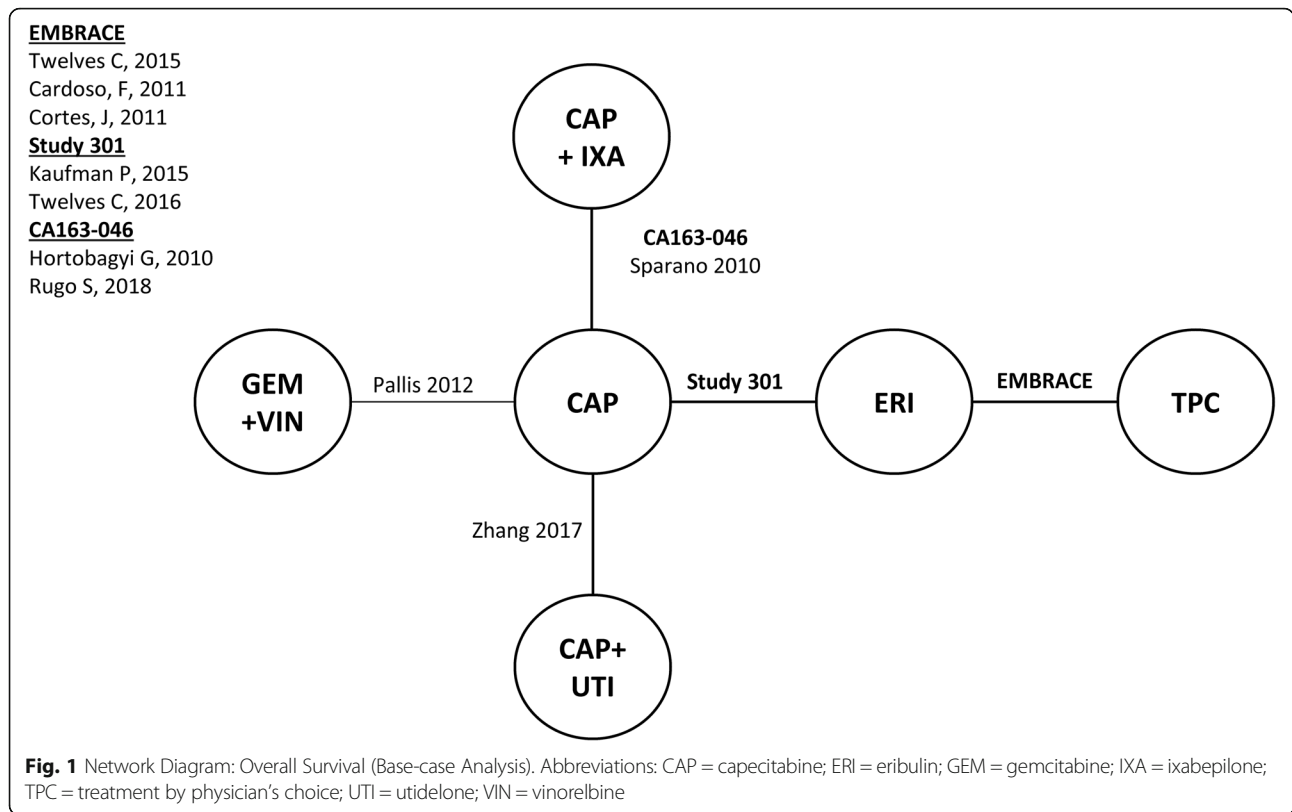 EMBRACE
Twelves C, 2015
Cardoso, F, 2011
Cortes, J, 2011
Study 301
Kaufman P, 2015
Twelves C, 2016
CA163-046
Hortobagyi G, 2010
Rugo S, 2018
CAP
+ IXA
CA163-046
Sparano 2010
GEM
+VIN
Pallis 2012
CAP
Study 301
ERI
EMBRACE
TPC
Zhang 2017
CAP+
UTI
Fig. 1 Network Diagram: Overall Survival (Base-case Analysis). Abbreviations: CAP = capecitabine; ERI = eribulin; GEM = gemcitabine; IXA = ixabepilone;
TPC = treatment by physician's choice; UTI = utidelone; VIN = vinorelbine